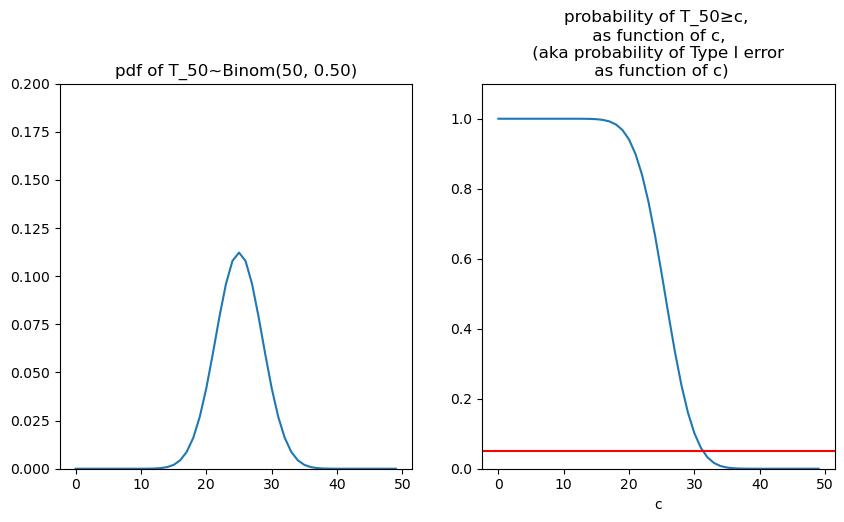 pdf of T_50~Binom(50, 0.50)
0.200
0.175
0.150
0.125
0.100
0.075
0.050
0.025
0.000
0 10 20 30 40 50
probability of T_50≥c,
as function of c,
(aka probability of Type I error
as function of c)
1.0
0.8
0.6
0.4
0.2
0.0
0 10 20 30 40 50
c